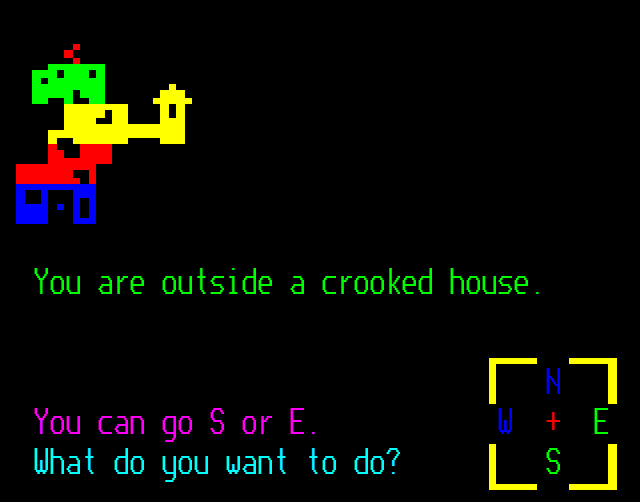 You are outside a crooked house.
N
You can go S or E.
W + E
What do you want to do?
S